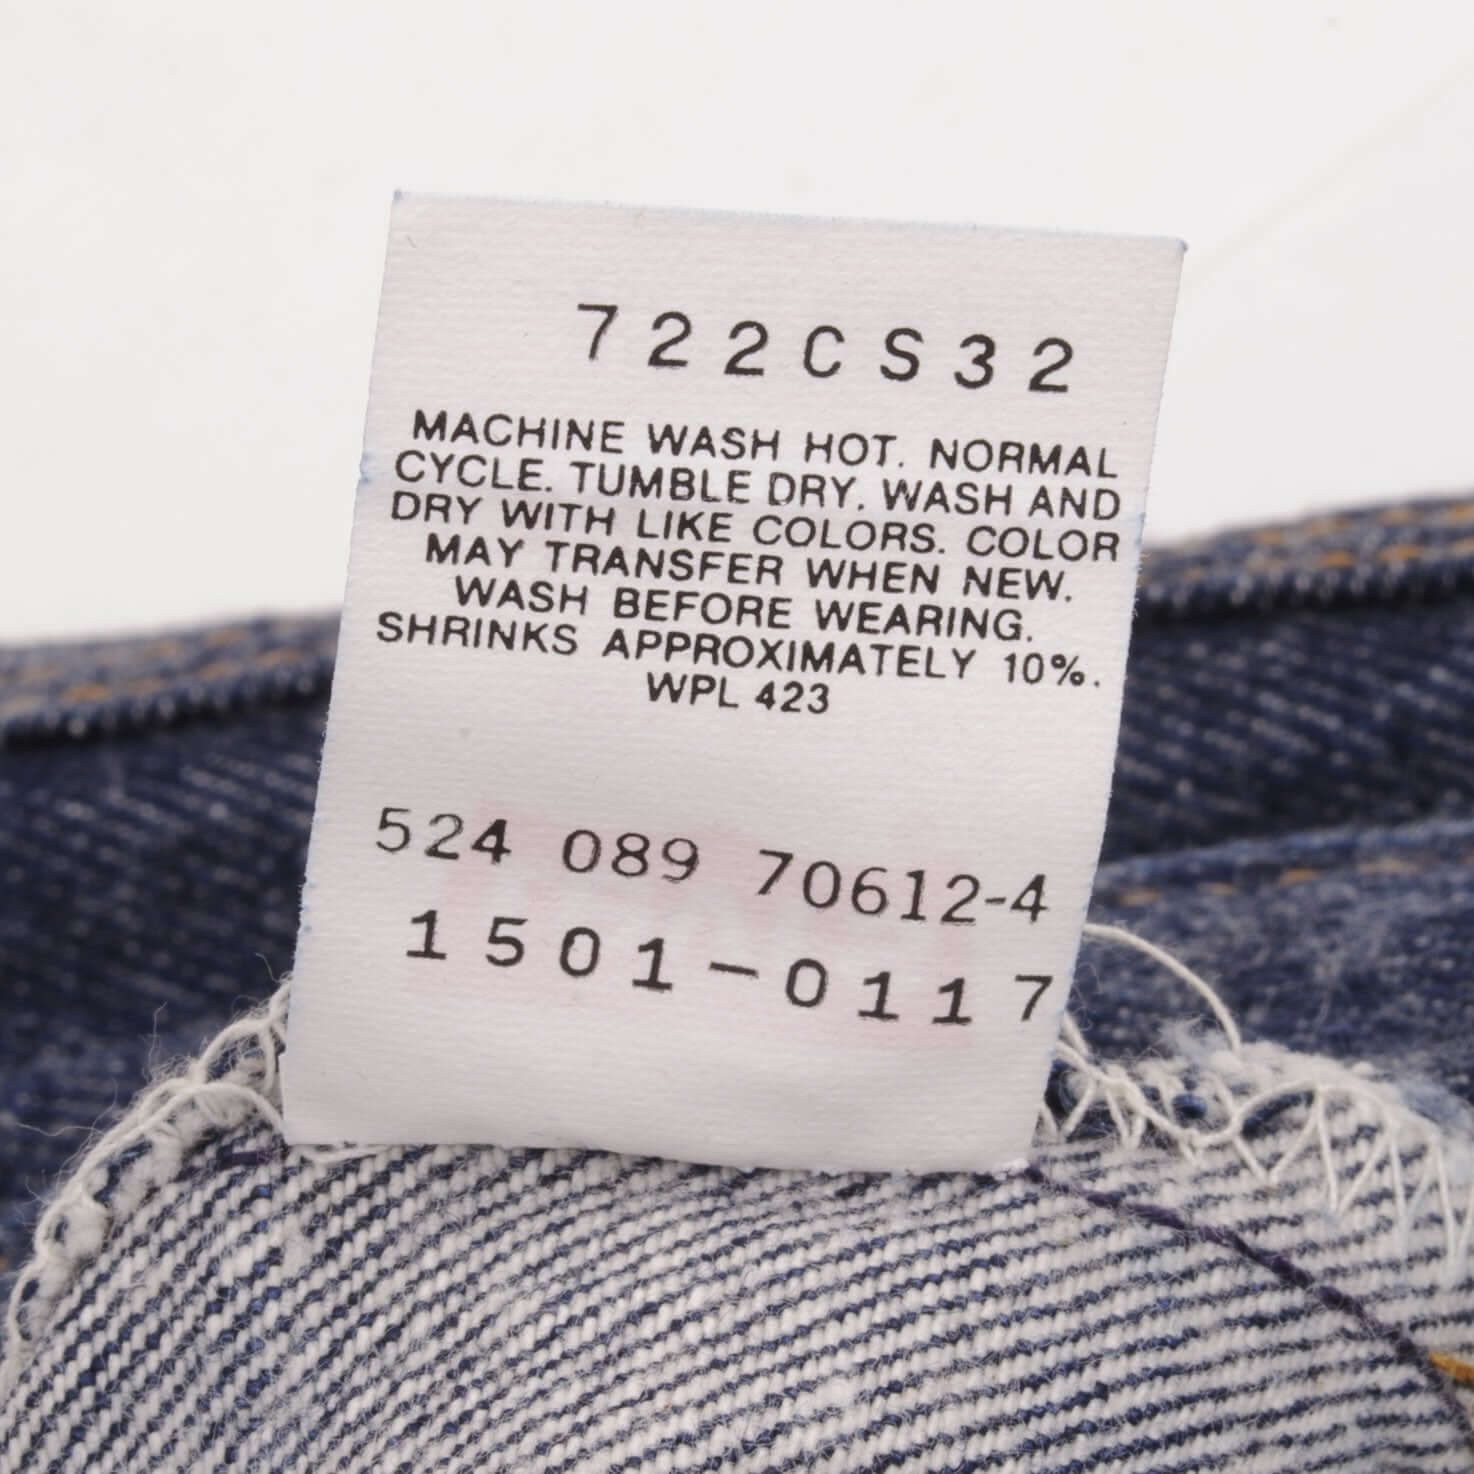 722CS32
MACHINE WASH HOT. NORMAL
CYCLE. TUMBLE DRY. WASH AND
DRY WITH LIKE COLORS. COLOR
MAY TRANSFER WHEN NEW.
WASH BEFORE WEARING.
SHRINKS APPROXIMATELY 10%.
WPL 423
524 089 70612-4
1501-0117